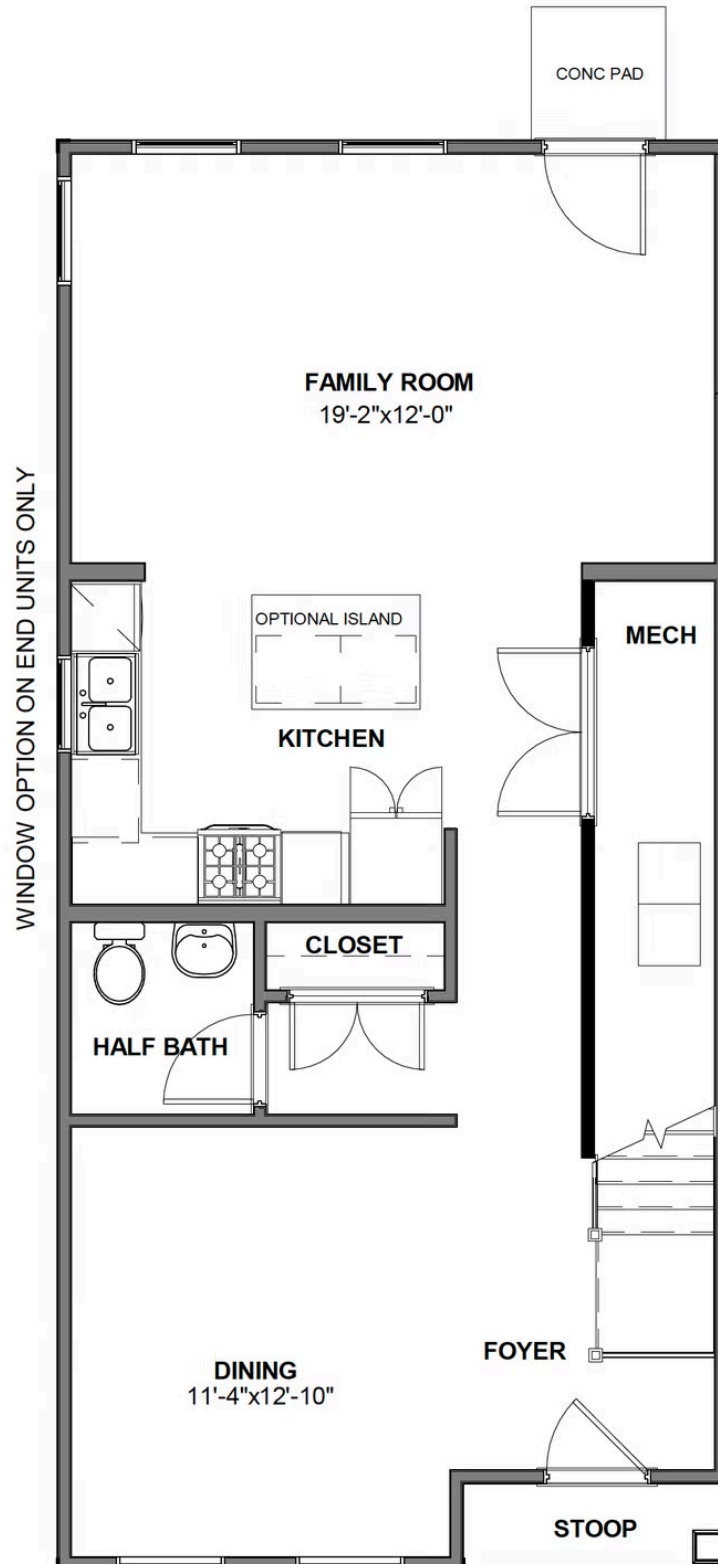 CONC PAD
FAMILY ROOM
19'-2"x12'-0"
WINDOW OPTION ON END UNITS ONLY
OPTIONAL ISLAND
MECH
KITCHEN
CLOSET
HALF BATH
FOYER
DINING
11'-4"x12'-10"
STOOP